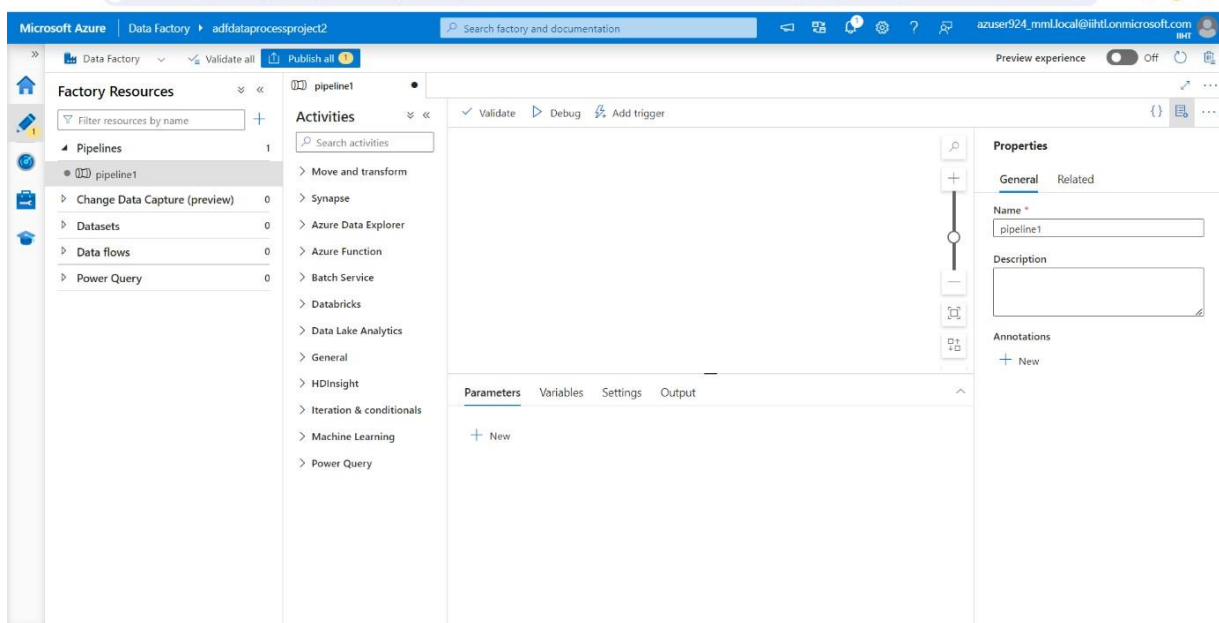 Microsoft Azure | Data Factory ▸ adfdataprocessproject2
Search factory and documentation
1
azuser924_mml.local@iihtl.onmicrosoft.com
IIHT
» Data Factory
Validate all
Publish all 1
Preview experience
Off
1
Factory Resources
Filter resources by name
Pipelines 1
pipeline1
Change Data Capture (preview) 0
Datasets 0
Data flows 0
Power Query 0
pipeline1
Activities
Search activities
Move and transform
Synapse
Azure Data Explorer
Azure Function
Batch Service
Databricks
Data Lake Analytics
General
HDInsight
Iteration & conditionals
Machine Learning
Power Query
Validate Debug Add trigger
Parameters Variables Settings Output
New
Properties
General Related
Name *
pipeline1
Description
Annotations
New